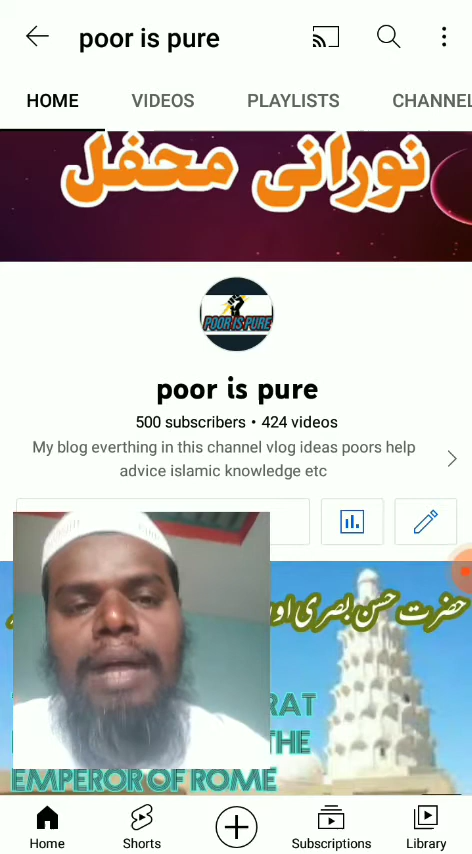 poor is pure
HOME VIDEOS PLAYLISTS CHANNEL
نورانی محفل
POOR IS PURE
poor is pure
500 subscribers • 424 videos
My blog everthing in this channel vlog ideas poors help
advice islamic knowledge etc
حضرت حسن بصری اور
RAT
THE
EMPEROR OF ROME
Home Shorts Subscriptions Library